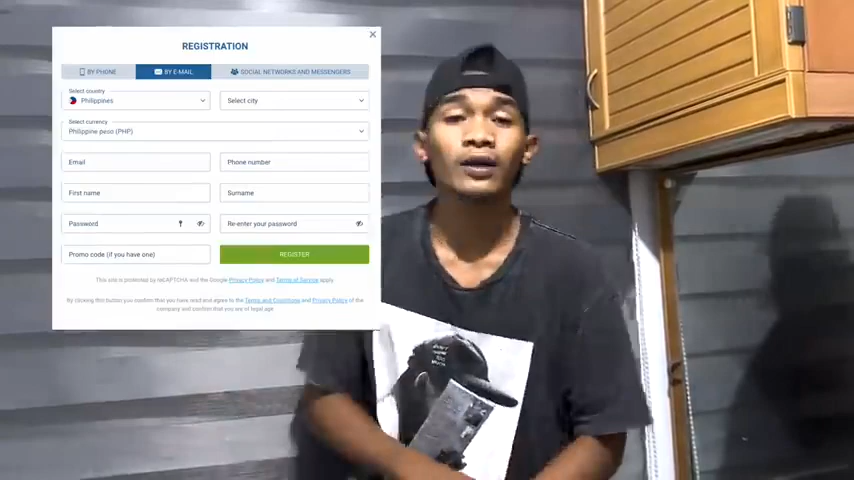 REGISTRATION
BY PHONE
BY E-MAIL
SOCIAL NETWORKS AND MESSENGERS
Select country
Philippines
Select city
Select currency
Philippine peso (PHP)
Email
Phone number
First name
Surname
Password
Re-enter your password
Promo code (if you have one)
REGISTER
This site is protected by reCAPTCHA and the Google Privacy Policy and Terms of Service apply.
By clicking this button you confirm that you have read and agree to the Terms and Conditions and Privacy Policy of the
company and confirm that you are of legal age